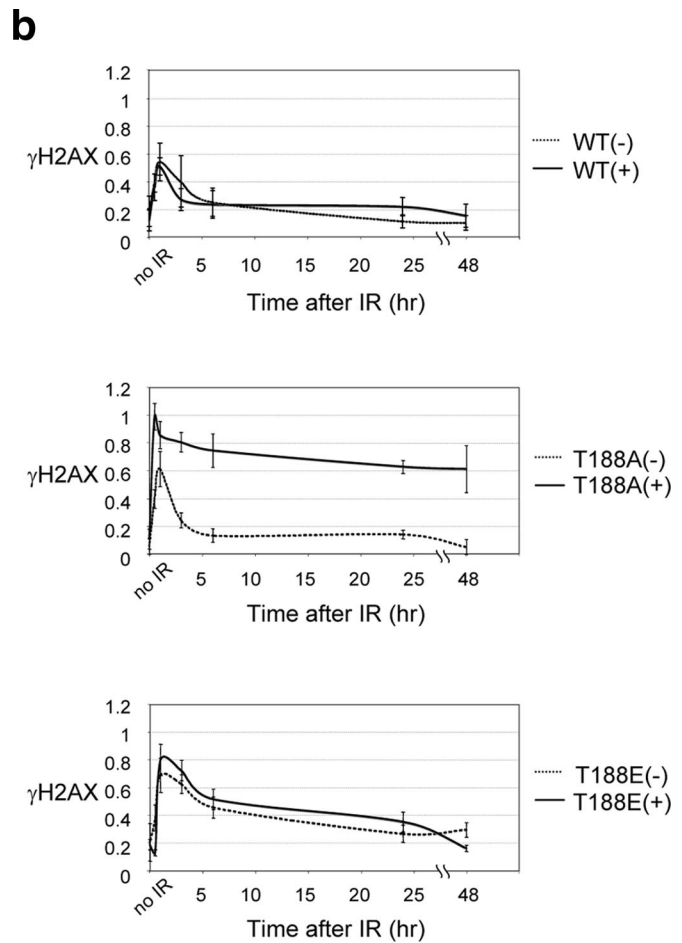 b
1.2
1
0.8
0.6
0.4
0.2
0
γH2AX
WT(-)
WT(+)
no IR 5 10 15 20 25 48
Time after IR (hr)
1.2
1
0.8
0.6
0.4
0.2
0
γH2AX
T188A(-)
T188A(+)
no IR 5 10 15 20 25 48
Time after IR (hr)
1.2
1
0.8
0.6
0.4
0.2
0
γH2AX
T188E(-)
T188E(+)
no IR 5 10 15 20 25 48
Time after IR (hr)